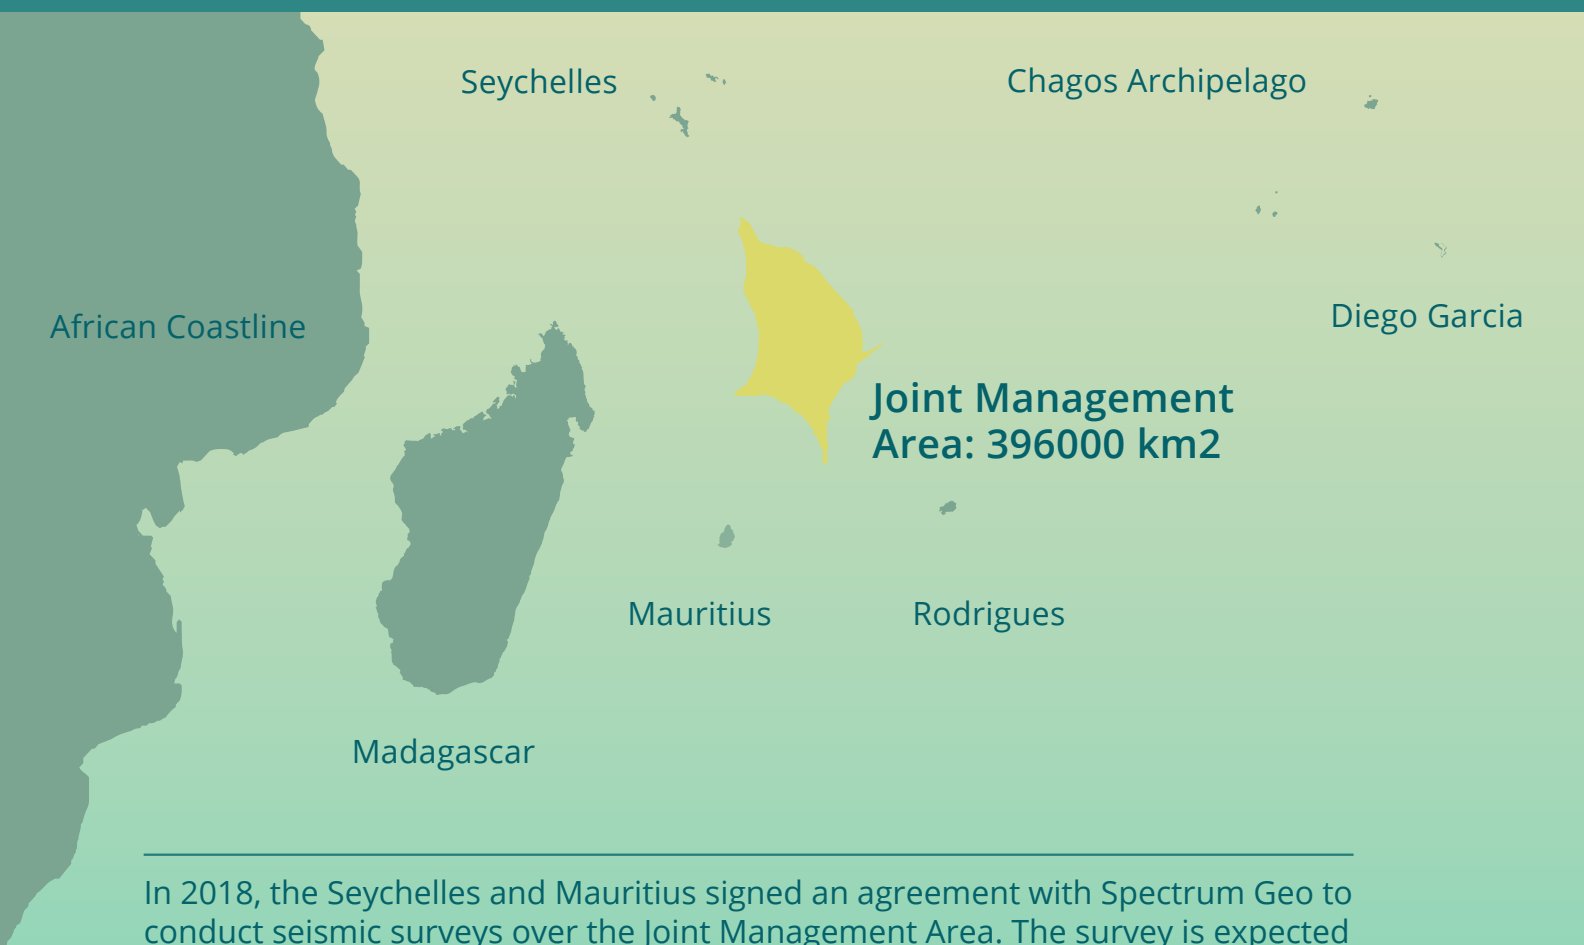 Seychelles
Chagos Archipelago
African Coastline
Diego Garcia
Joint Management
Area: 396000 km2
Mauritius
Rodrigues
Madagascar
In 2018, the Seychelles and Mauritius signed an agreement with Spectrum Geo to
conduct seismic surveys over the Joint Management Area. The survey is expected